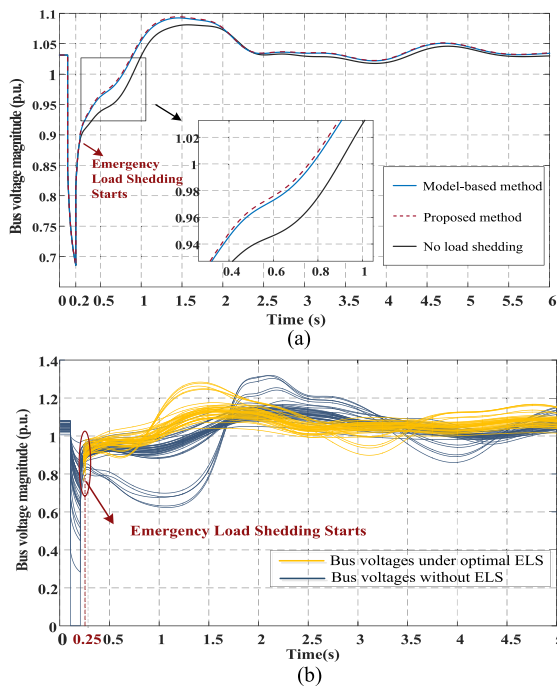 Bus voltage magnitude (p.u.)
1.1
1.05
1
0.95
0.9
0.85
0.8
0.75
0.7
Emergency
Load Shedding
Starts
1.02
1
0.98
0.96
0.94
0.4 0.6 0.8 1
Model-based method
Proposed method
No load shedding
0 0.2 0.5 1 1.5 2 2.5 3 3.5 4 4.5 5 5.5 6
Time (s)
(a)
Bus voltage magnitude (p.u.)
1.4
1.2
1
0.8
0.6
0.4
0.2
0
Emergency Load Shedding Starts
Bus voltages under optimal ELS
Bus voltages without ELS
0 0.25 0.5 1 1.5 2 2.5 3 3.5 4 4.5 5
Time(s)
(b)